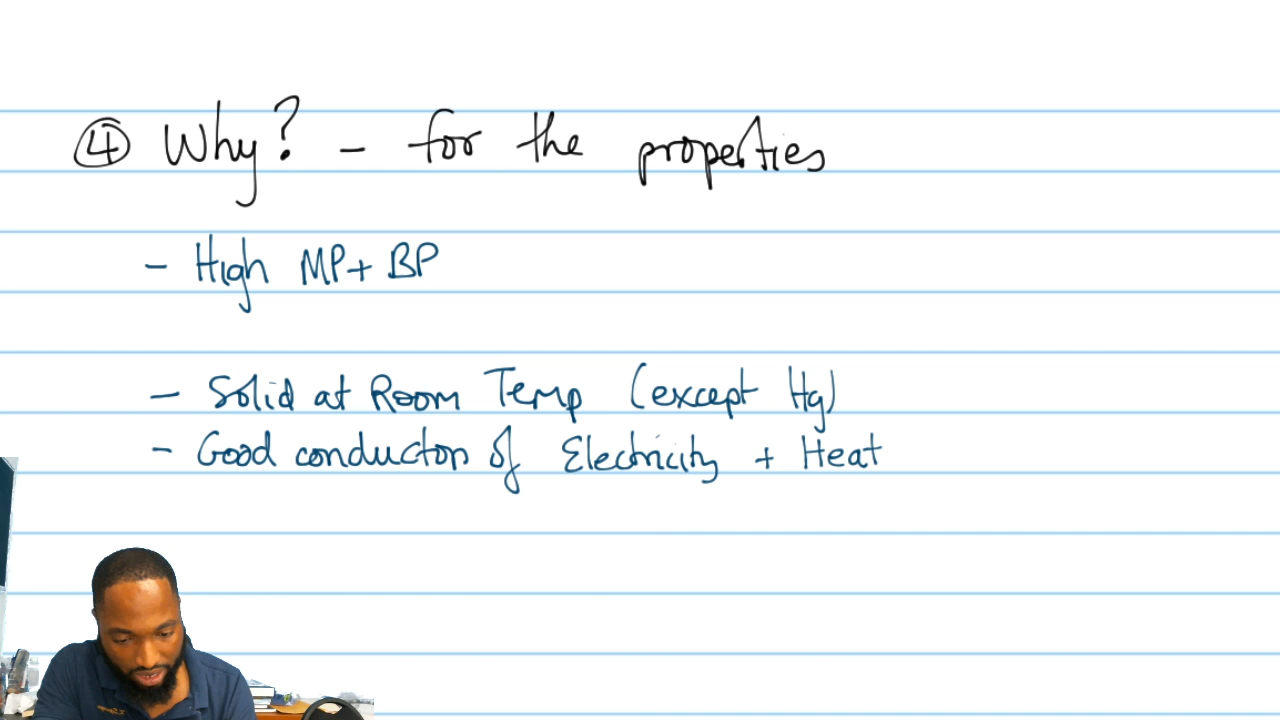 ④ Why? - for the properties
- High MP + BP
- Solid at Room Temp (except Hg)
- Good conductor of Electricity + Heat